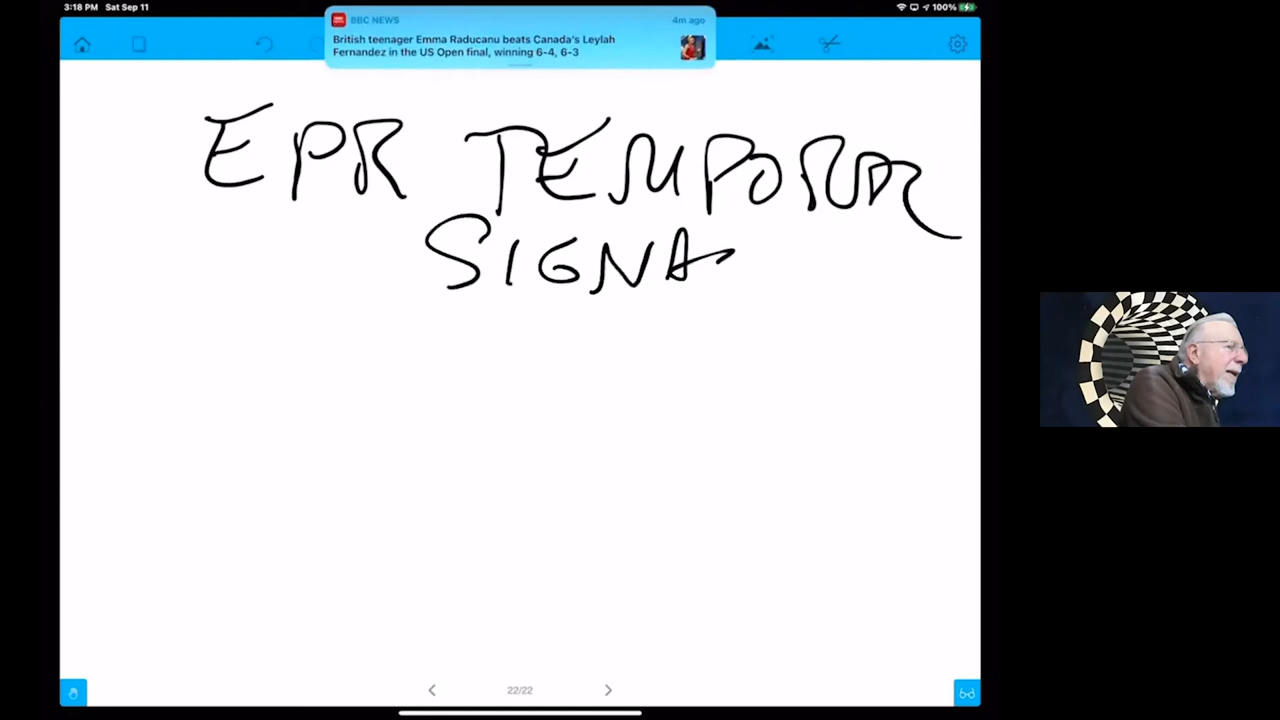 3:18 PM Sat Sep 11
100%
BBC NEWS
4m ago
British teenager Emma Raducanu beats Canada's Leylah
Fernandez in the US Open final, winning 6-4, 6-3
EPR TEMPORAL
SIGNA
22/22